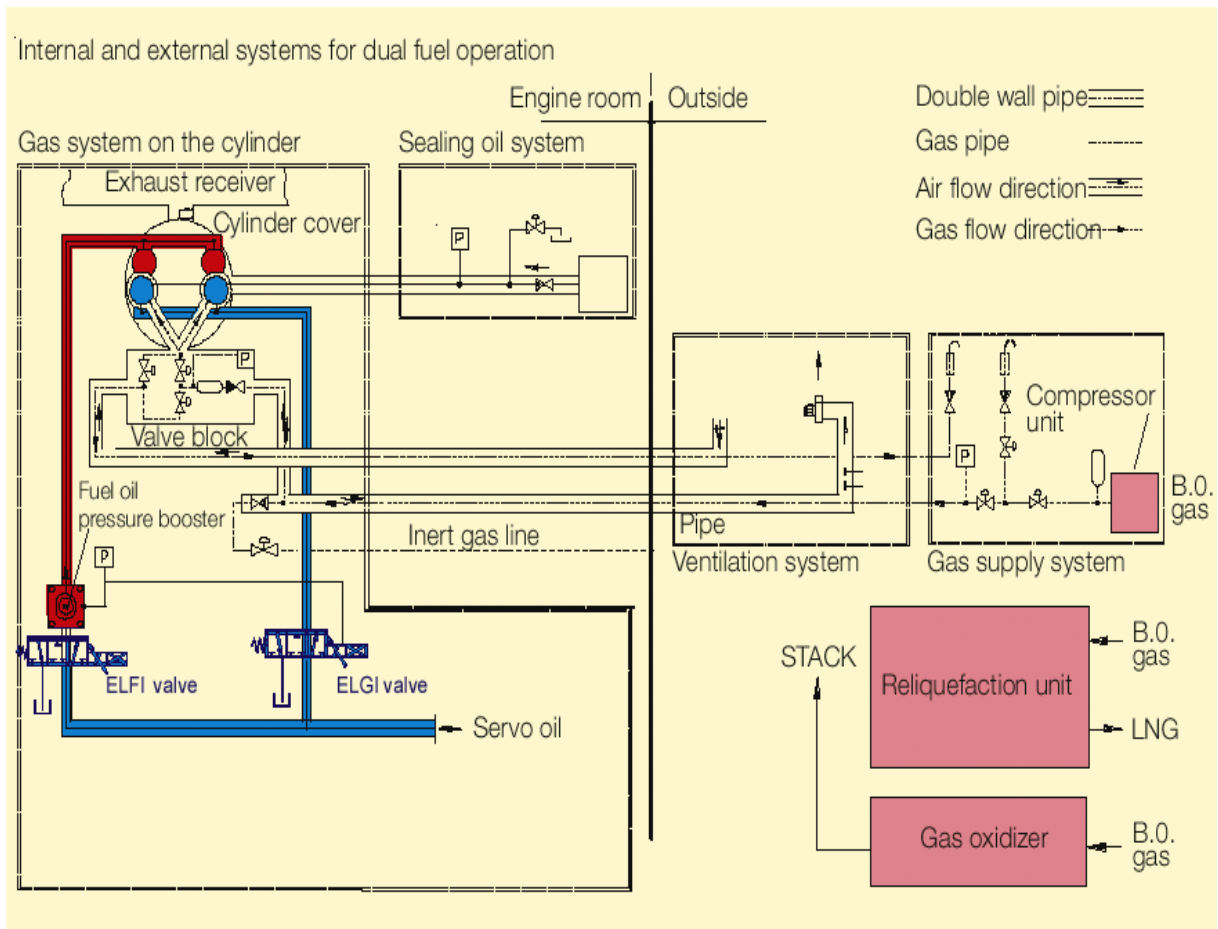 Internal and external systems for dual fuel operation
Engine room
Outside
Double wall pipe
Gas pipe
Air flow direction
Gas flow direction
Gas system on the cylinder
Sealing oil system
Exhaust receiver
Cylinder cover
P
P
Valve block
Compressor
unit
P
B.O.
gas
Fuel oil
pressure booster
P
Inert gas line
Pipe
Ventilation system
Gas supply system
ELFI valve
ELGI valve
Servo oil
STACK
Reliquefaction unit
B.O.
gas
LNG
Gas oxidizer
B.O.
gas